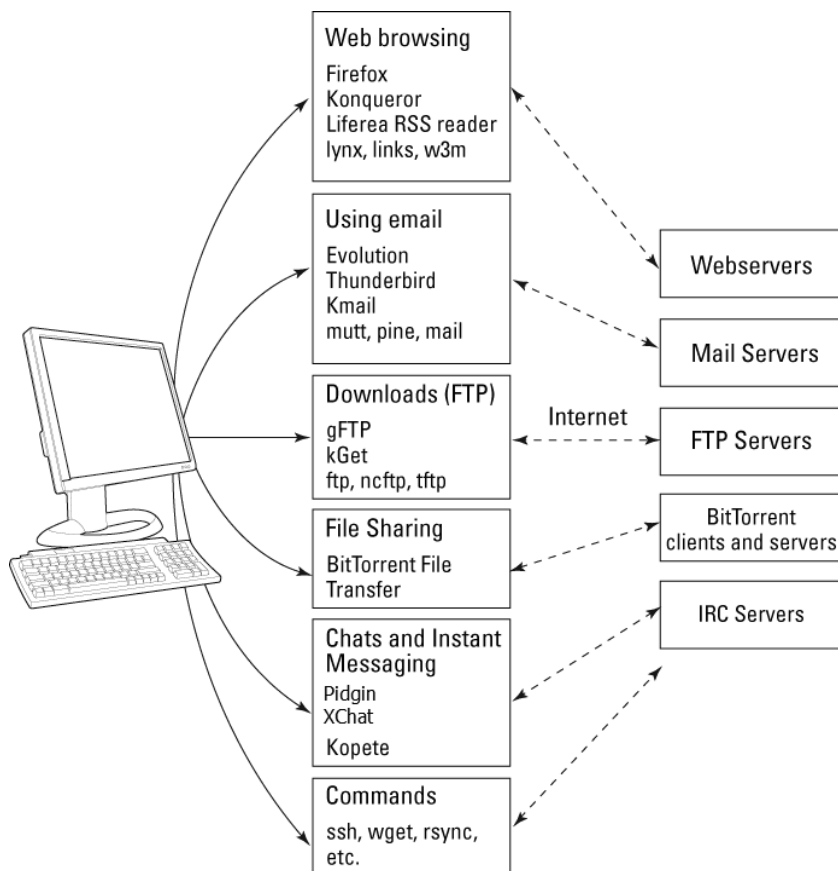 Web browsing
Firefox
Konqueror
Liferea RSS reader
lynx, links, w3m
Using email
Evolution
Thunderbird
Kmail
mutt, pine, mail
Downloads (FTP)
gFTP
kGet
ftp, ncftp, tftp
File Sharing
BitTorrent File
Transfer
Chats and Instant
Messaging
Pidgin
XChat
Kopete
Commands
ssh, wget, rsync,
etc.
Internet
Webservers
Mail Servers
FTP Servers
BitTorrent
clients and servers
IRC Servers